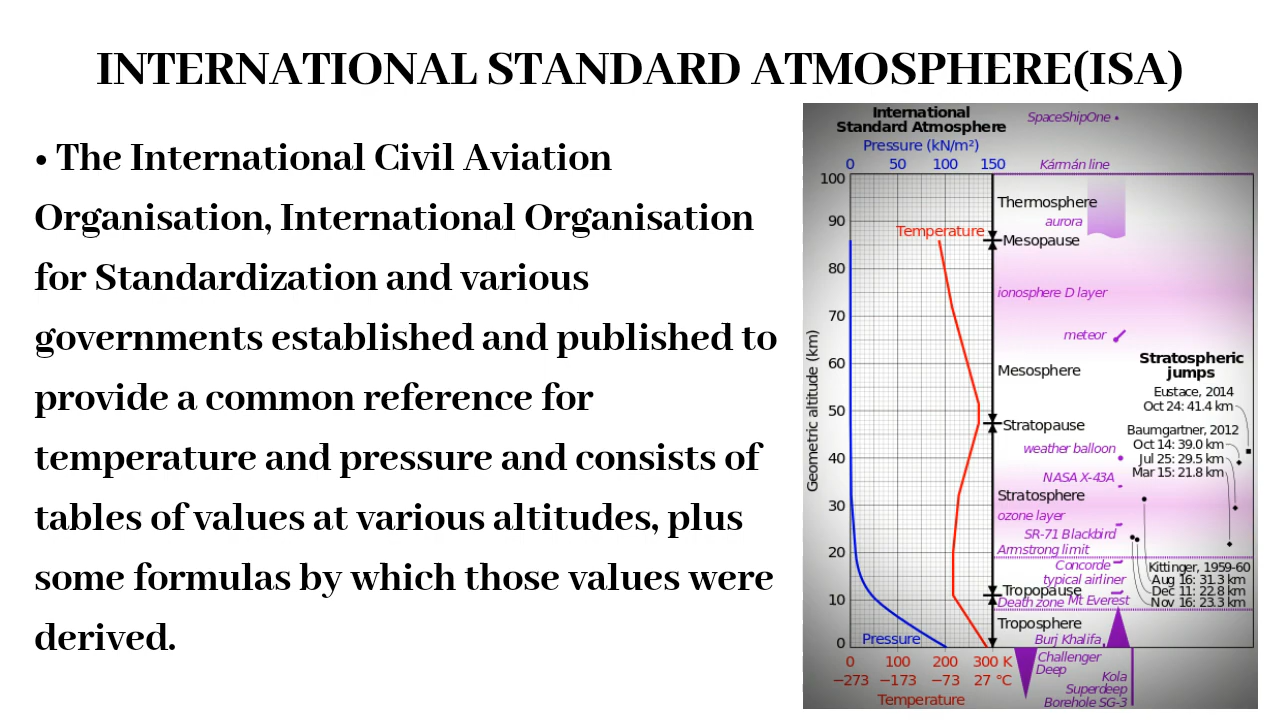 INTERNATIONAL STANDARD ATMOSPHERE(ISA)
• The International Civil Aviation
Organisation, International Organisation
for Standardization and various
governments established and published to
provide a common reference for
temperature and pressure and consists of
tables of values at various altitudes, plus
some formulas by which those values were
derived.
International
Standard Atmosphere
Pressure (kN/m²)
0 50 100 150
SpaceShipOne
Kármán line
100
Thermosphere
90
aurora
Temperature
Mesopause
80
ionosphere D layer
70
meteor
Geometric altitude (km)
60
Mesosphere
Stratospheric
jumps
Eustace, 2014
Oct 24: 41.4 km
50
Stratopause
Baumgartner, 2012
Oct 14: 39.0 km
Jul 25: 29.5 km
Mar 15: 21.8 km
weather balloon
40
NASA X-43A
Stratosphere
30
ozone layer
SR-71 Blackbird
Armstrong limit
20
Concorde
typical airliner
Kittinger, 1959-60
Aug 16: 31.3 km
Dec 11: 22.8 km
Nov 16: 23.3 km
Tropopause
10
Death zone Mt Everest
Troposphere
Pressure
Burj Khalifa
0
0 100 200 300 K
−273 −173 −73 27 °C
Temperature
Challenger
Deep
Kola
Superdeep
Borehole SG-3